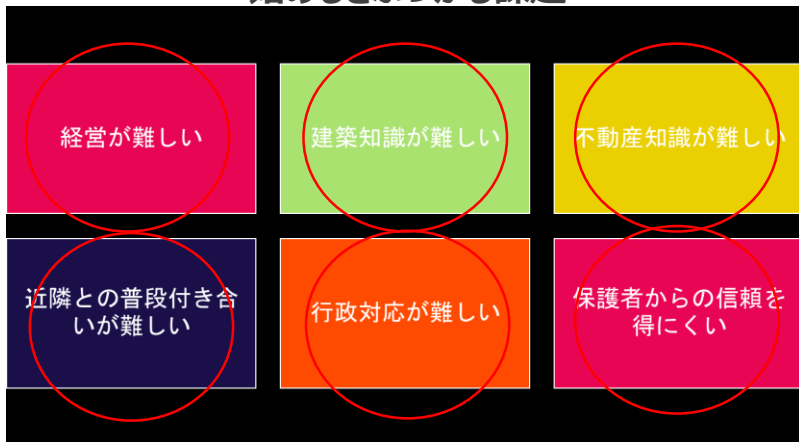 経営が難しい
建築知識が難しい
不動産知識が難しい
近隣との普段付き合
いが難しい
行政対応が難しい
保護者からの信頼を
得にくい